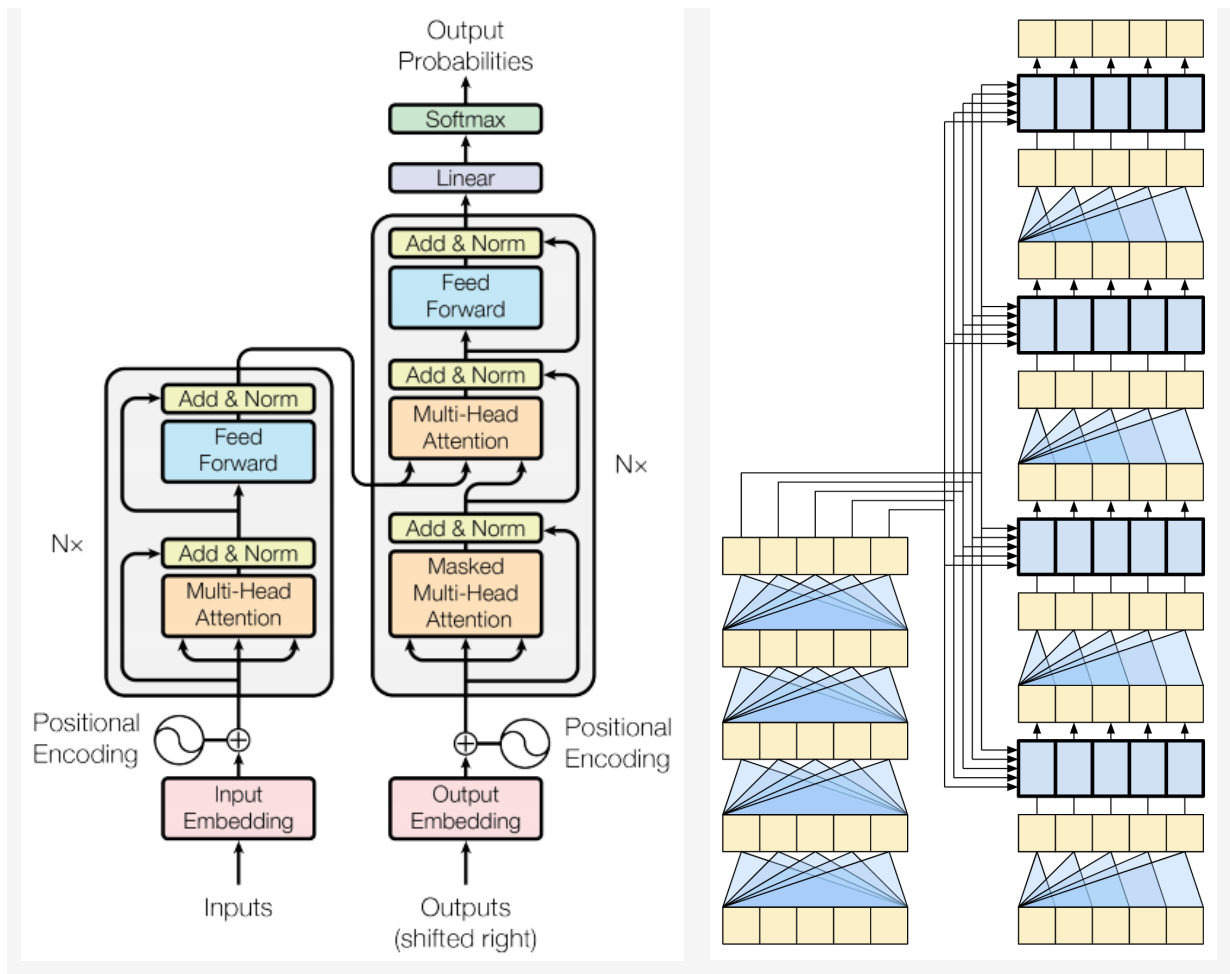 Output
Probabilities
Softmax
Linear
Add & Norm
Feed
Forward
Add & Norm
Multi-Head
Attention
Add & Norm
Masked
Multi-Head
Attention
N×
Add & Norm
Feed
Forward
Add & Norm
Multi-Head
Attention
N×
Positional
Encoding
Positional
Encoding
Input
Embedding
Output
Embedding
Inputs
Outputs
(shifted right)